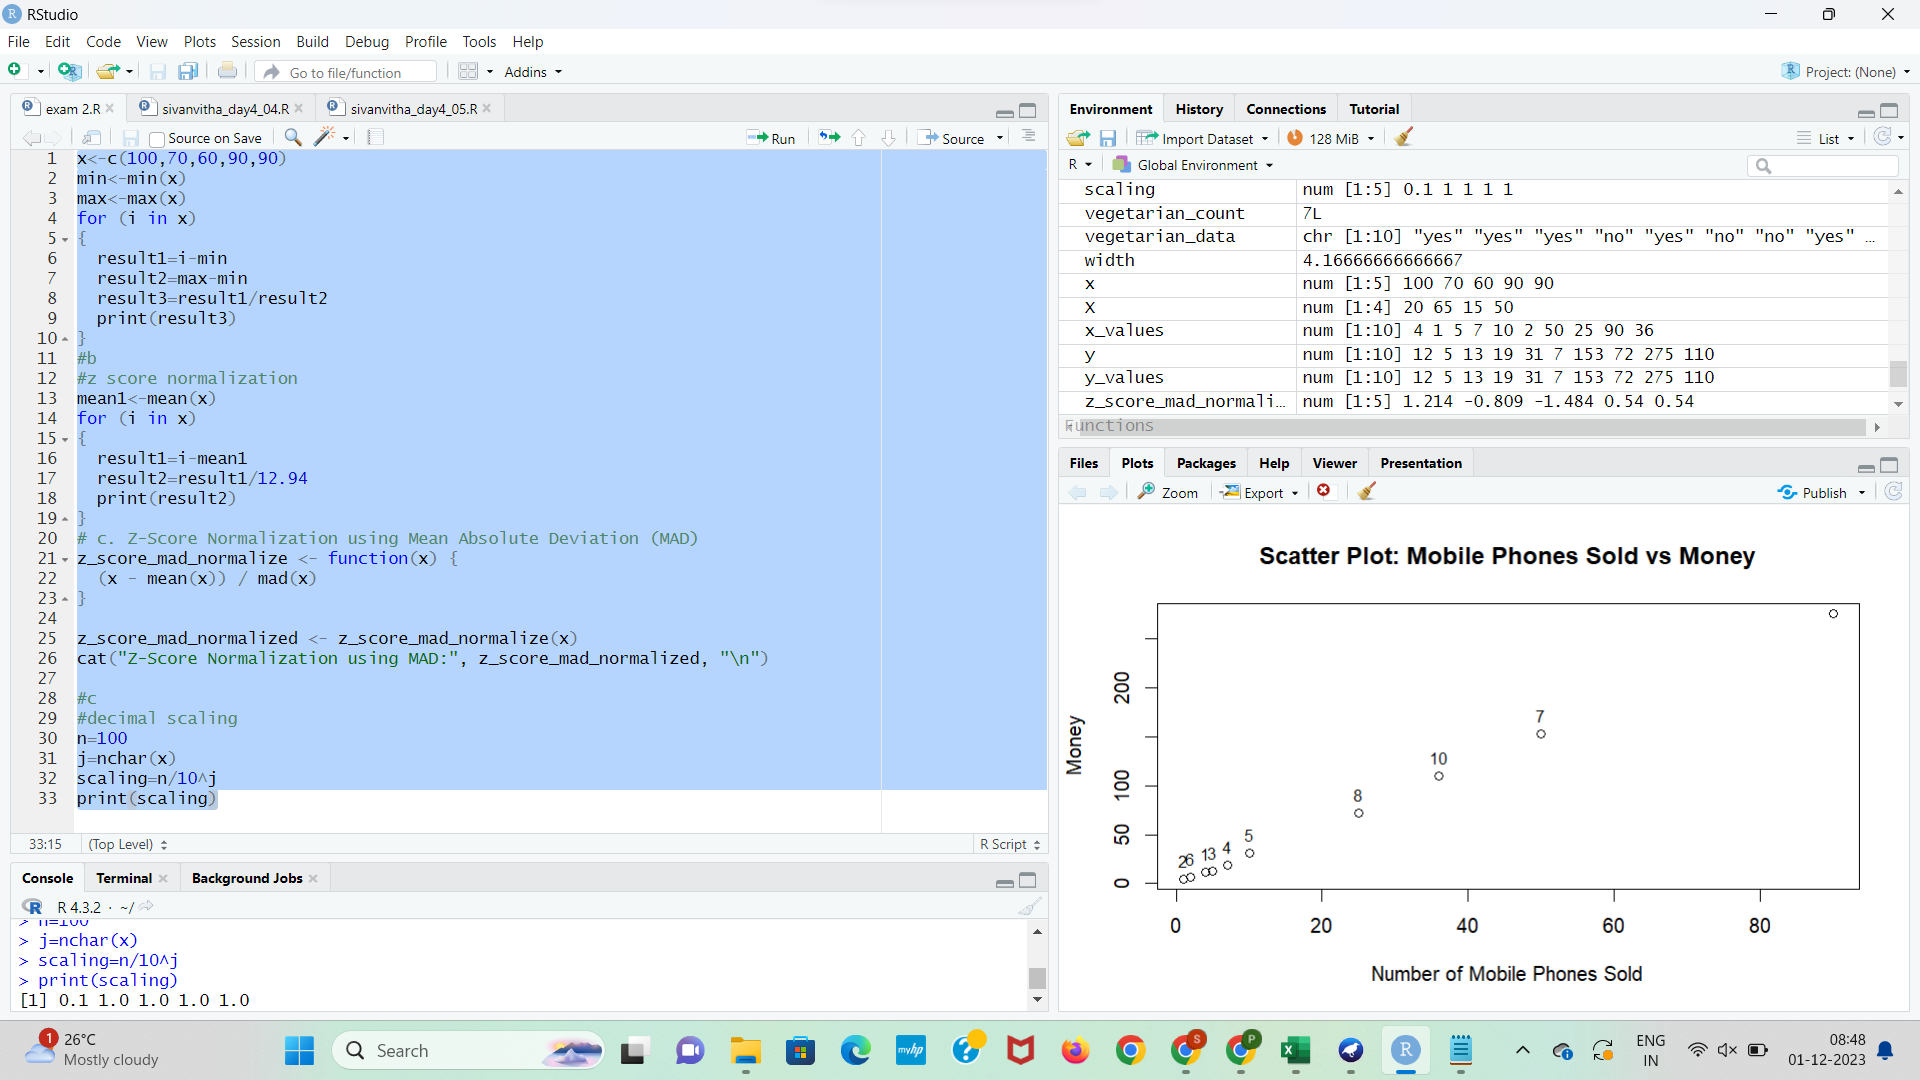 RStudio
File Edit Code View Plots Session Build Debug Profile Tools Help
Go to file/function Addins Project: (None)
exam 2.R sivanvitha_day4_04.R sivanvitha_day4_05.R
Source on Save Run Source
1 x<-c(100,70,60,90,90)
2 min<-min(x)
3 max<-max(x)
4 for (i in x)
5 {
6 result1=i-min
7 result2=max-min
8 result3=result1/result2
9 print(result3)
10 }
11 #b
12 #z score normalization
13 mean1<-mean(x)
14 for (i in x)
15 {
16 result1=i-mean1
17 result2=result1/12.94
18 print(result2)
19 }
20 # c. Z-Score Normalization using Mean Absolute Deviation (MAD)
21 z_score_mad_normalize <- function(x) {
22 (x - mean(x)) / mad(x)
23 }
24
25 z_score_mad_normalized <- z_score_mad_normalize(x)
26 cat("Z-Score Normalization using MAD:", z_score_mad_normalized, "\n")
27
28 #c
29 #decimal scaling
30 n=100
31 j=nchar(x)
32 scaling=n/10^j
33 print(scaling)
33:15 (Top Level) R Script
Console Terminal Background Jobs
R 4.3.2 · ~/
> n=100
> j=nchar(x)
> scaling=n/10^j
> print(scaling)
[1] 0.1 1.0 1.0 1.0 1.0
Environment History Connections Tutorial
Import Dataset 128 MiB List
R Global Environment
scaling num [1:5] 0.1 1 1 1 1
vegetarian_count 7L
vegetarian_data chr [1:10] "yes" "yes" "yes" "no" "yes" "no" "no" "yes" …
width 4.16666666666667
x num [1:5] 100 70 60 90 90
X num [1:4] 20 65 15 50
x_values num [1:10] 4 1 5 7 10 2 50 25 90 36
y num [1:10] 12 5 13 19 31 7 153 72 275 110
y_values num [1:10] 12 5 13 19 31 7 153 72 275 110
z_score_mad_normali… num [1:5] 1.214 -0.809 -1.484 0.54 0.54
Functions
Files Plots Packages Help Viewer Presentation
Zoom Export Publish
Scatter Plot: Mobile Phones Sold vs Money
Money
200
100
50
0
7
10
8
5
4
13
26
0 20 40 60 80
Number of Mobile Phones Sold
1 26°C
Mostly cloudy
Search
myhp
S
P
ENG
IN
08:48
01-12-2023